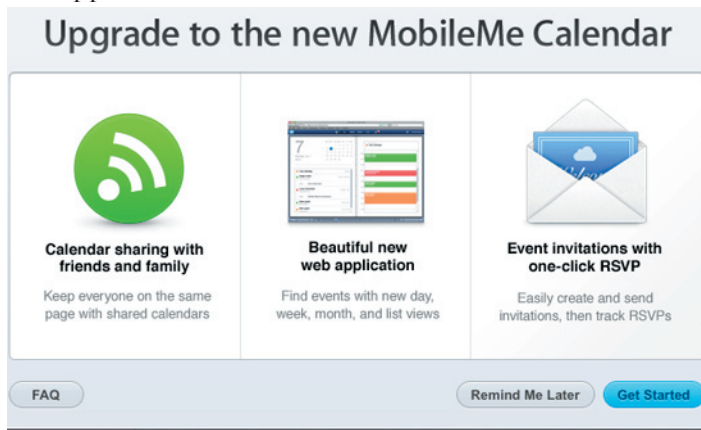 Upgrade to the new MobileMe Calendar
7
Calendar sharing with
friends and family
Keep everyone on the same
page with shared calendars
Beautiful new
web application
Find events with new day,
week, month, and list views
Event invitations with
one-click RSVP
Easily create and send
invitations, then track RSVPs
FAQ
Remind Me Later
Get Started